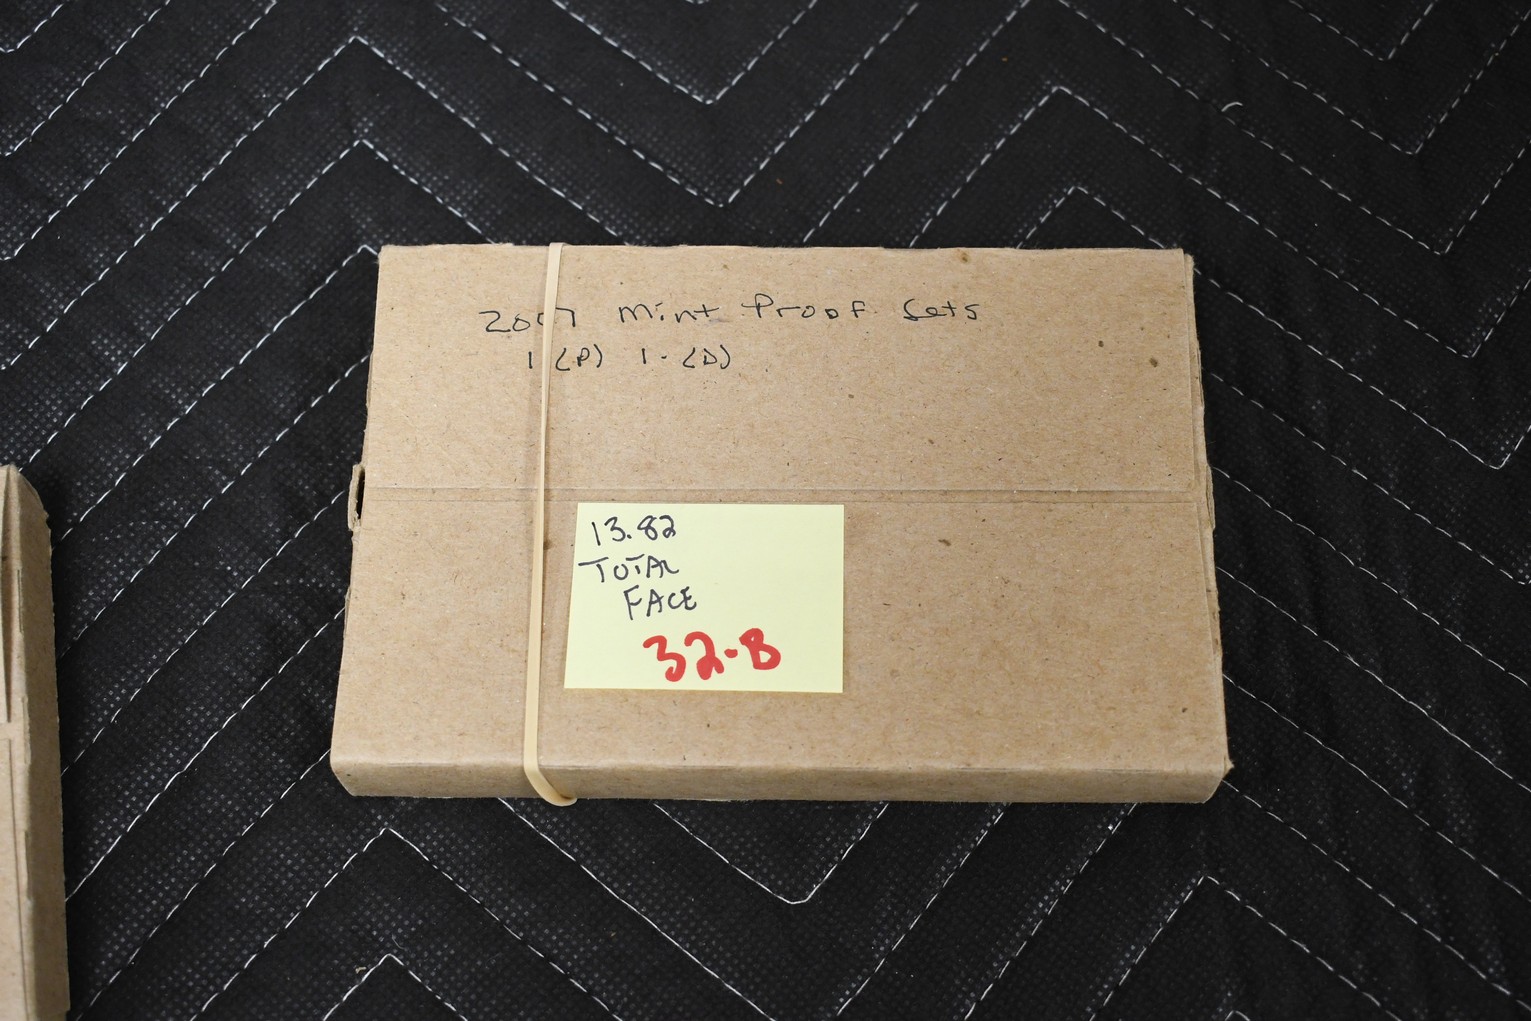 2007 Mint Proof Sets
1 (P) 1 - (D)
13.82
TOTAL
FACE
32-B